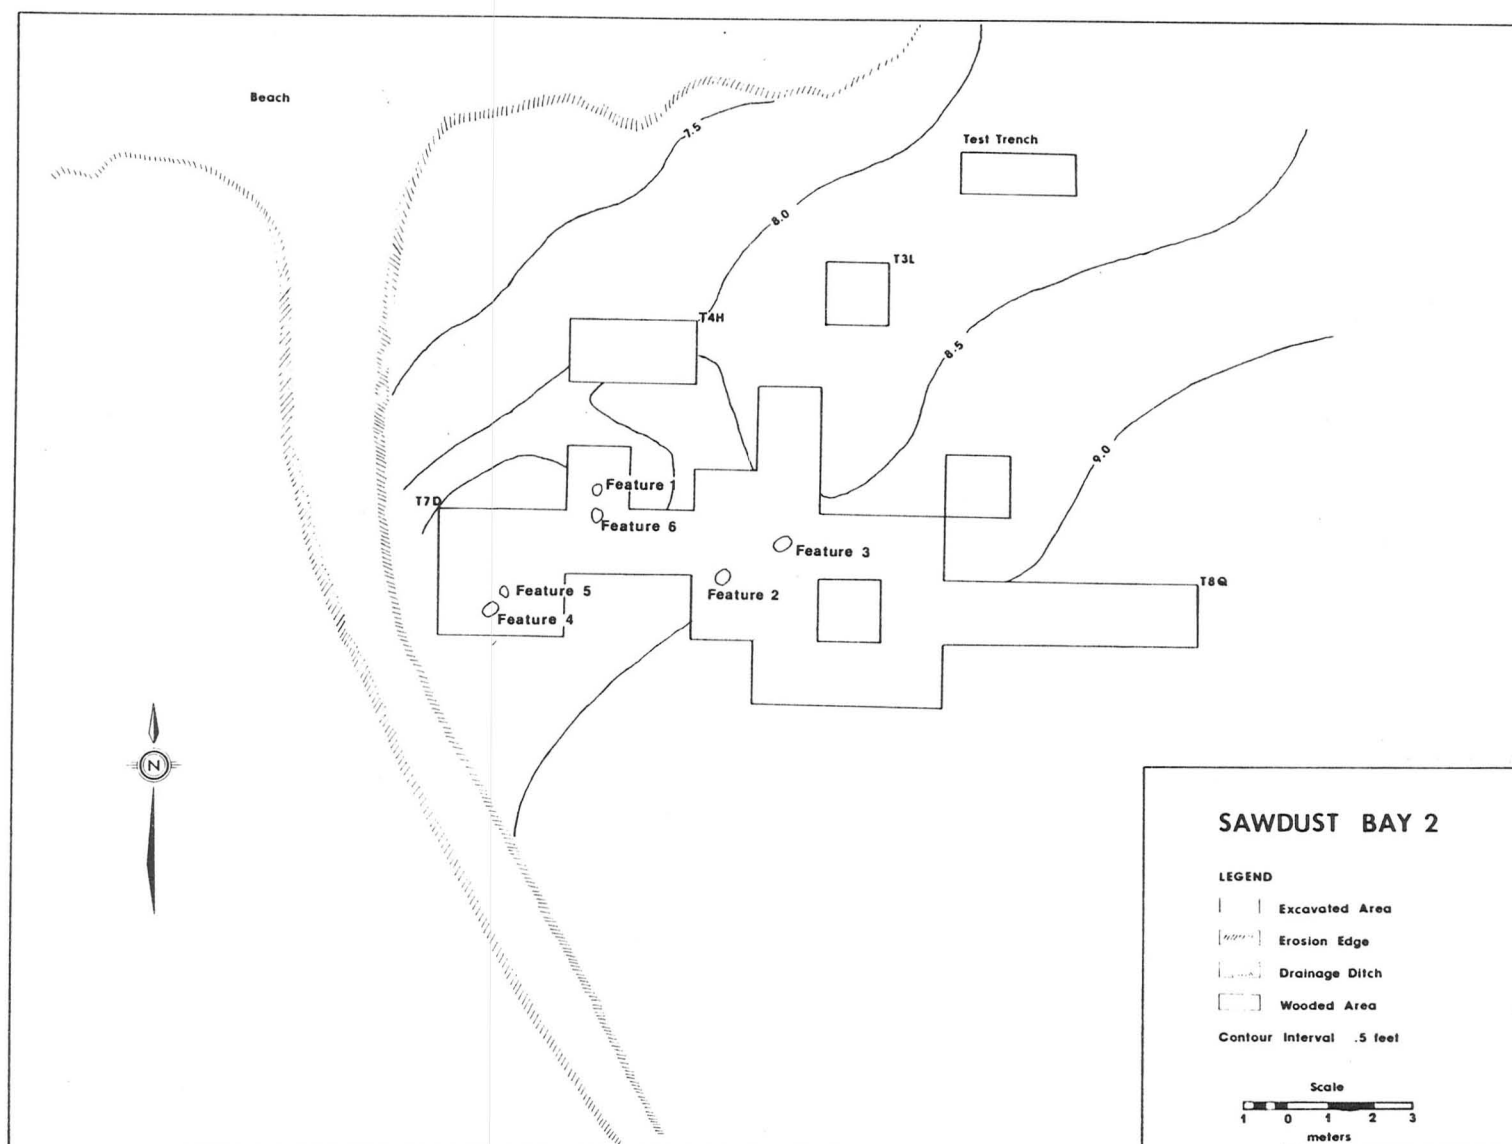 Beach
7.5
Test Trench
8.0
T3L
T4H
8.5
9.0
T7D
Feature 1
Feature 6
Feature 3
T8Q
Feature 5
Feature 2
Feature 4
N
SAWDUST BAY 2
LEGEND
Excavated Area
Erosion Edge
Drainage Ditch
Wooded Area
Contour Interval .5 feet
Scale
1 0 1 2 3
meters